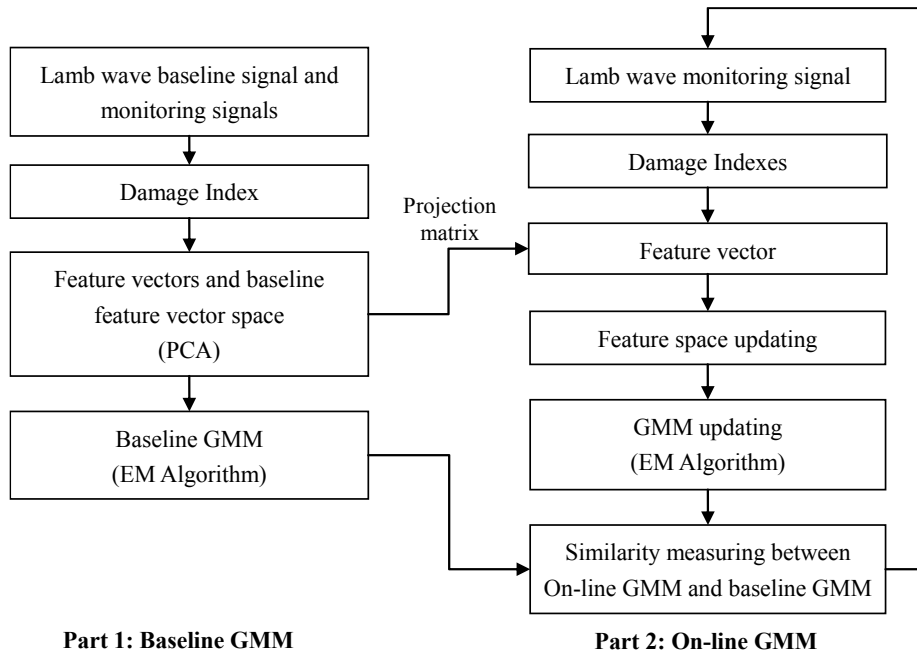 Lamb wave baseline signal and
monitoring signals
Damage Index
Feature vectors and baseline
feature vector space
(PCA)
Baseline GMM
(EM Algorithm)
Part 1: Baseline GMM
Projection
matrix
Lamb wave monitoring signal
Damage Indexes
Feature vector
Feature space updating
GMM updating
(EM Algorithm)
Similarity measuring between
On-line GMM and baseline GMM
Part 2: On-line GMM